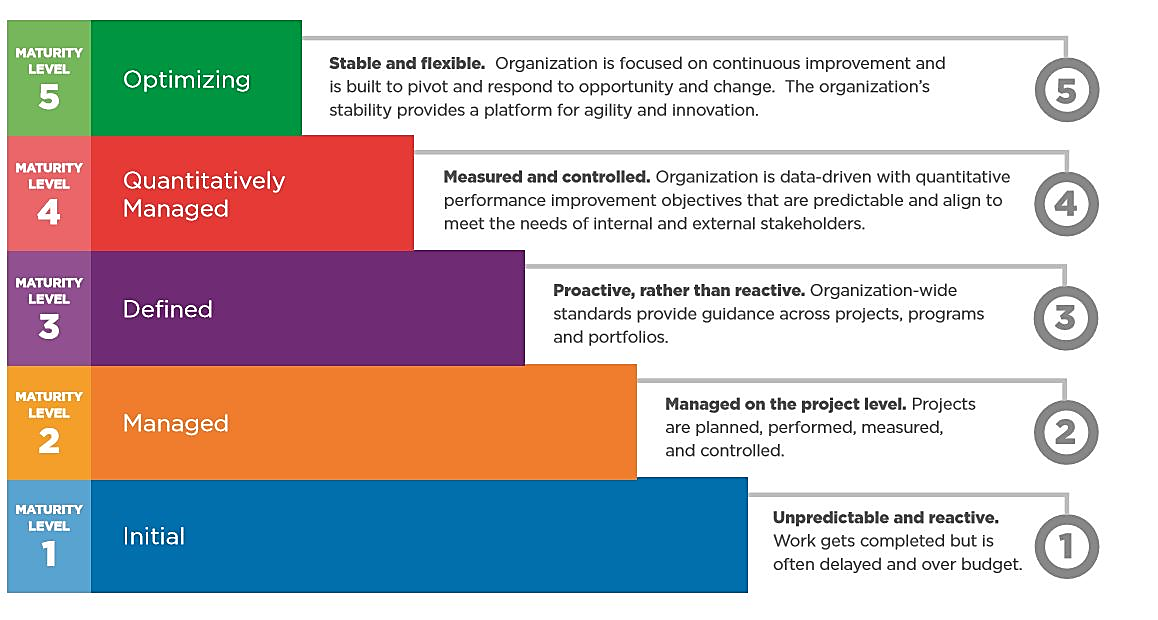 MATURITY
LEVEL
5
Optimizing
Stable and flexible.  Organization is focused on continuous improvement and
is built to pivot and respond to opportunity and change.  The organization's
stability provides a platform for agility and innovation.
5
MATURITY
LEVEL
4
Quantitatively
Managed
Measured and controlled. Organization is data-driven with quantitative
performance improvement objectives that are predictable and align to
meet the needs of internal and external stakeholders.
4
MATURITY
LEVEL
3
Defined
Proactive, rather than reactive. Organization-wide
standards provide guidance across projects, programs
and portfolios.
3
MATURITY
LEVEL
2
Managed
Managed on the project level. Projects
are planned, performed, measured,
and controlled.
2
MATURITY
LEVEL
1
Initial
Unpredictable and reactive.
Work gets completed but is
often delayed and over budget.
1